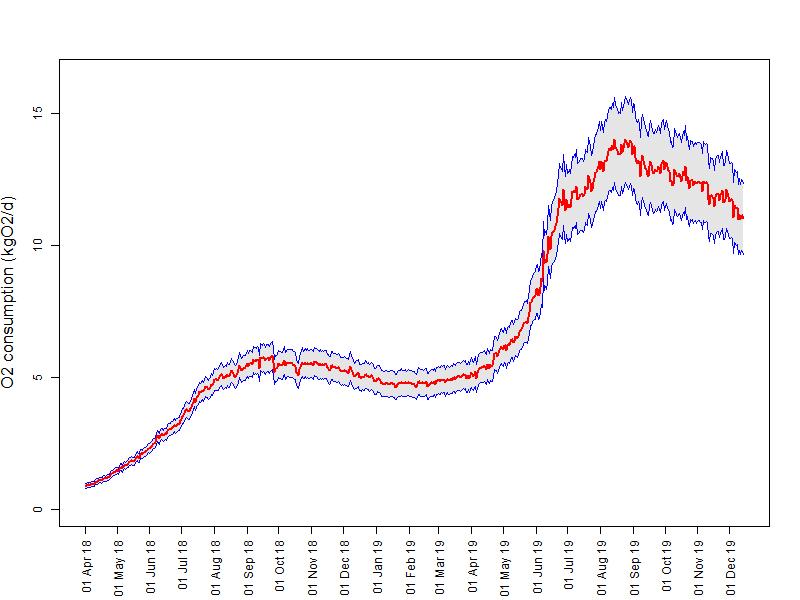 O2 consumption (kgO2/d)
15
10
5
0
01 Apr 18
01 May 18
01 Jun 18
01 Jul 18
01 Aug 18
01 Sep 18
01 Oct 18
01 Nov 18
01 Dec 18
01 Jan 19
01 Feb 19
01 Mar 19
01 Apr 19
01 May 19
01 Jun 19
01 Jul 19
01 Aug 19
01 Sep 19
01 Oct 19
01 Nov 19
01 Dec 19